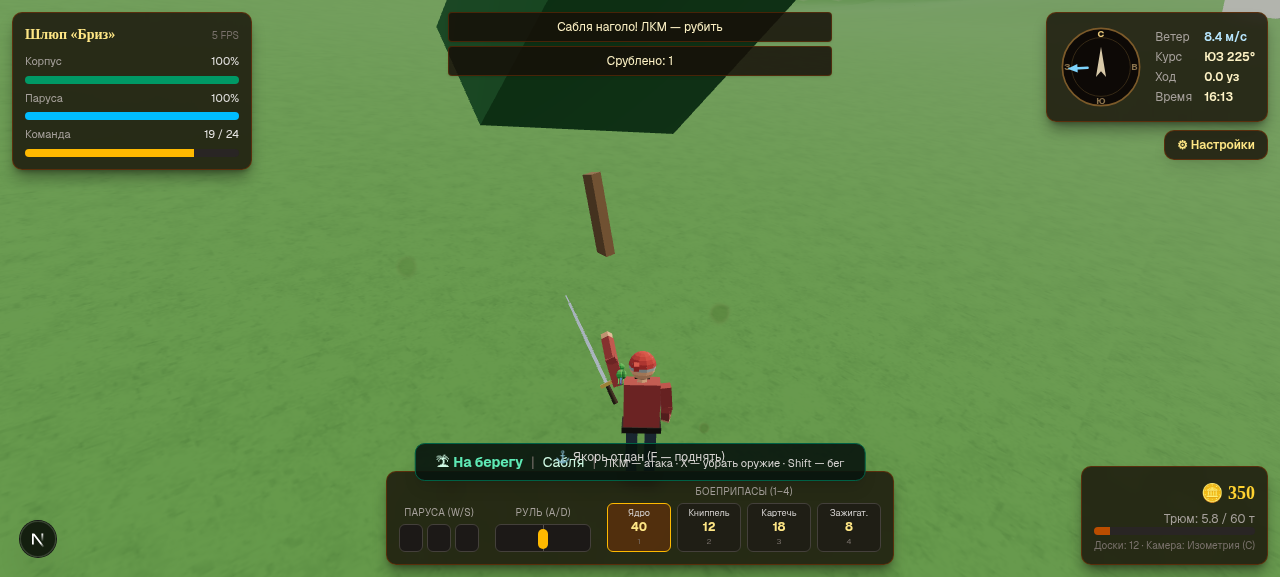 Шлюп «Бриз» 5 FPS
Корпус 100%
Паруса 100%
Команда 19 / 24
Сабля наголо! ЛКМ — рубить
Срублено: 1
С
З В
Ю
Ветер 8.4 м/с
Курс ЮЗ 225°
Ход 0.0 уз
Время 16:13
⚙ Настройки
⚓ Якорь отдан (F — поднять)
🏝 На берегу | Сабля | ЛКМ — атака · X — убрать оружие · Shift — бег
БОЕПРИПАСЫ (1–4)
ПАРУСА (W/S) РУЛЬ (A/D)
Ядро Книппель Картечь Зажигат.
40 12 18 8
1 2 3 4
N
🪙 350
Трюм: 5.8 / 60 т
Доски: 12 · Камера: Изометрия (C)